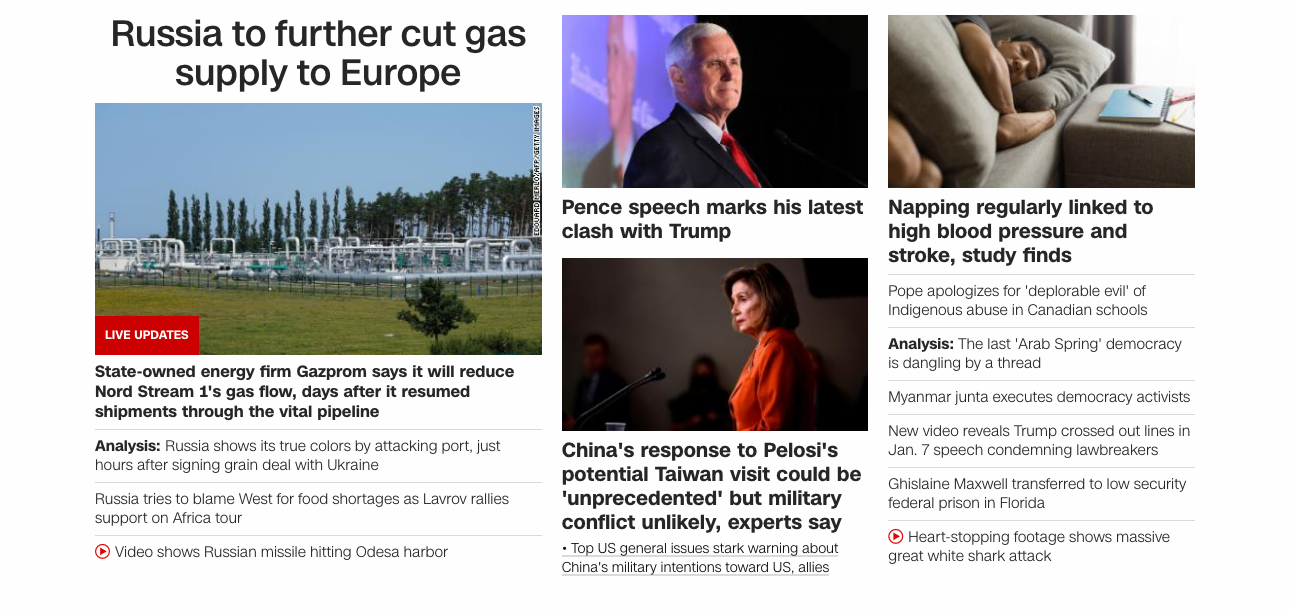 Russia to further cut gas
supply to Europe
EDOUARD MERLO/AFP/GETTY IMAGES
LIVE UPDATES
State-owned energy firm Gazprom says it will reduce
Nord Stream 1's gas flow, days after it resumed
shipments through the vital pipeline
Analysis: Russia shows its true colors by attacking port, just
hours after signing grain deal with Ukraine
Russia tries to blame West for food shortages as Lavrov rallies
support on Africa tour
Video shows Russian missile hitting Odesa harbor
Pence speech marks his latest
clash with Trump
China's response to Pelosi's
potential Taiwan visit could be
'unprecedented' but military
conflict unlikely, experts say
• Top US general issues stark warning about
China's military intentions toward US, allies
Napping regularly linked to
high blood pressure and
stroke, study finds
Pope apologizes for 'deplorable evil' of
Indigenous abuse in Canadian schools
Analysis: The last 'Arab Spring' democracy
is dangling by a thread
Myanmar junta executes democracy activists
New video reveals Trump crossed out lines in
Jan. 7 speech condemning lawbreakers
Ghislaine Maxwell transferred to low security
federal prison in Florida
Heart-stopping footage shows massive
great white shark attack